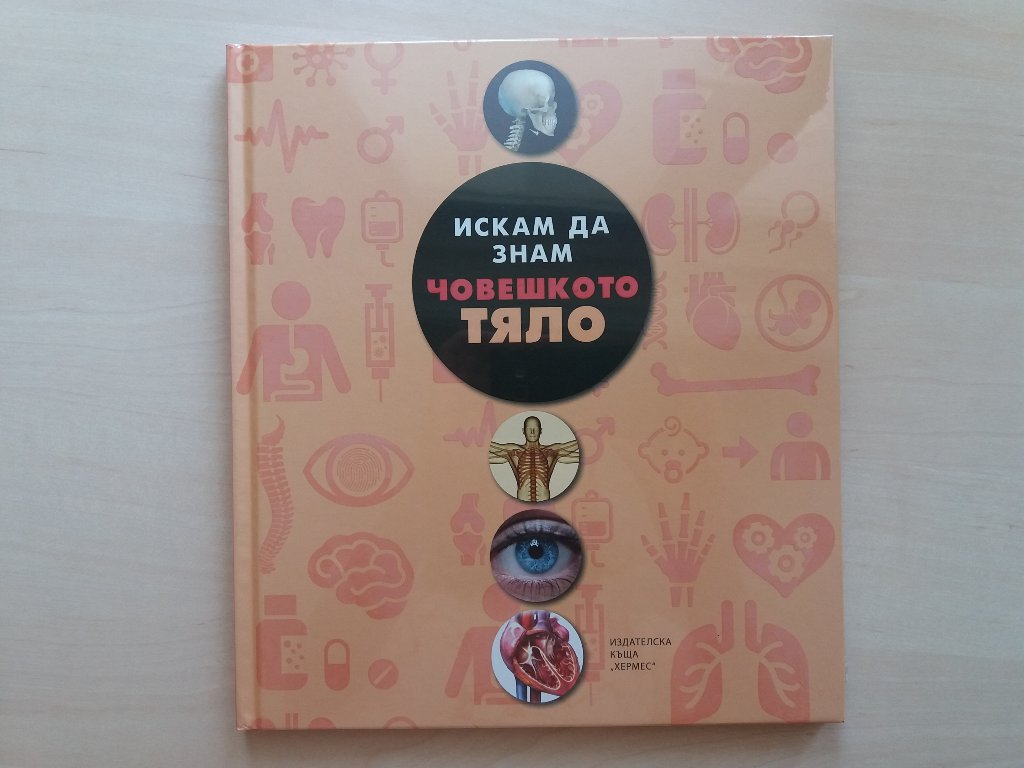 ИСКАМ ДА
ЗНАМ
ЧОВЕШКОТО
ТЯЛО
ИЗДАТЕЛСКА
КЪЩА
„ХЕРМЕС“